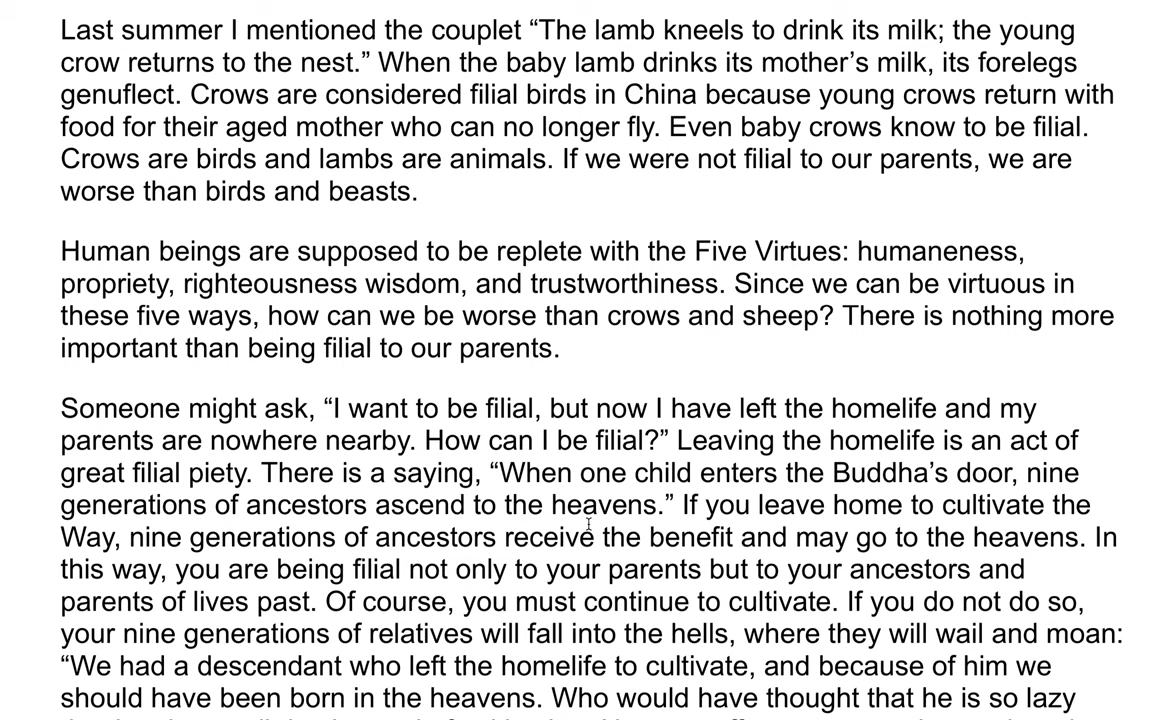 Last summer I mentioned the couplet “The lamb kneels to drink its milk; the young
crow returns to the nest.” When the baby lamb drinks its mother’s milk, its forelegs
genuflect. Crows are considered filial birds in China because young crows return with
food for their aged mother who can no longer fly. Even baby crows know to be filial.
Crows are birds and lambs are animals. If we were not filial to our parents, we are
worse than birds and beasts.
Human beings are supposed to be replete with the Five Virtues: humaneness,
propriety, righteousness wisdom, and trustworthiness. Since we can be virtuous in
these five ways, how can we be worse than crows and sheep? There is nothing more
important than being filial to our parents.
Someone might ask, “I want to be filial, but now I have left the homelife and my
parents are nowhere nearby. How can I be filial?” Leaving the homelife is an act of
great filial piety. There is a saying, “When one child enters the Buddha’s door, nine
generations of ancestors ascend to the heavens.” If you leave home to cultivate the
Way, nine generations of ancestors receive the benefit and may go to the heavens. In
this way, you are being filial not only to your parents but to your ancestors and
parents of lives past. Of course, you must continue to cultivate. If you do not do so,
your nine generations of relatives will fall into the hells, where they will wail and moan:
“We had a descendant who left the homelife to cultivate, and because of him we
should have been born in the heavens. Who would have thought that he is so lazy